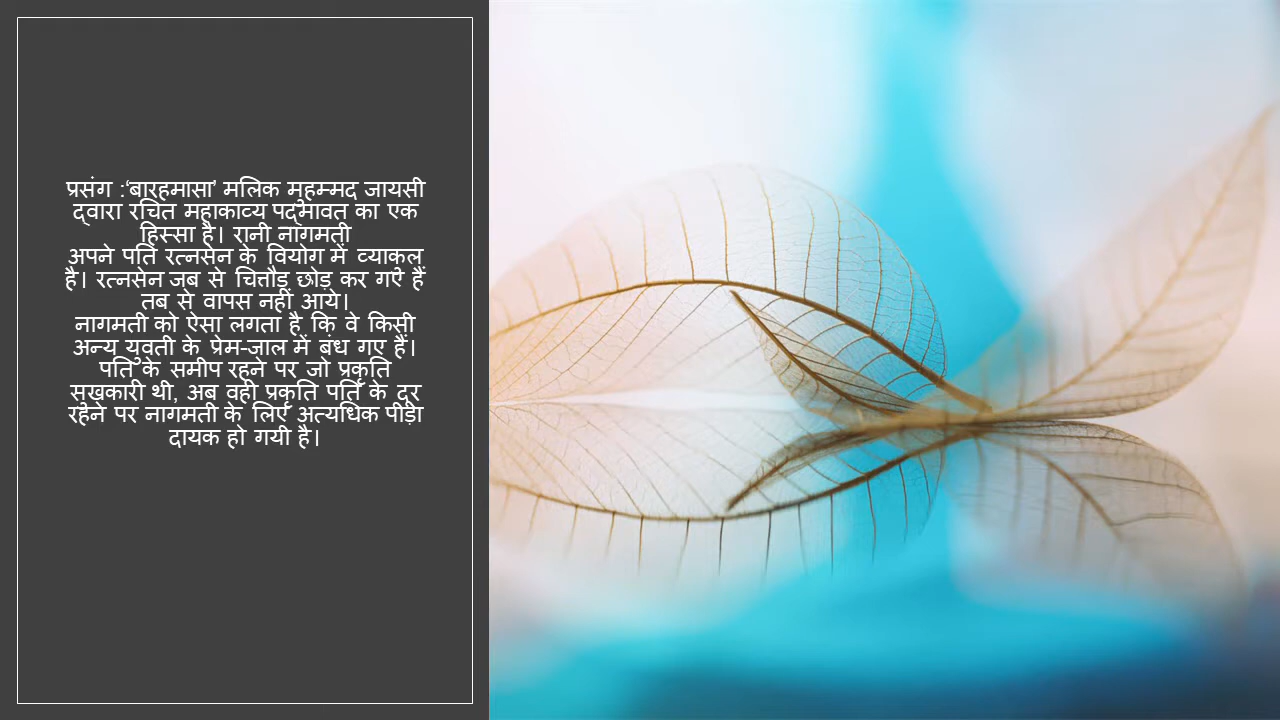 प्रसंग :‘बारहमासा’ मलिक मुहम्मद जायसी
द्वारा रचित महाकाव्य पद्मावत का एक
हिस्सा है। रानी नागमती
अपने पति रत्नसेन के वियोग में व्याकुल
है। रत्नसेन जब से चित्तौड़ छोड़ कर गए हैं
तब से वापस नहीं आये।
नागमती को ऐसा लगता है कि वे किसी
अन्य युवती के प्रेम-जाल में बंध गए हैं।
पति के समीप रहने पर जो प्रकृति
सुखकारी थी, अब वही प्रकृति पति के दूर
रहने पर नागमती के लिए अत्यधिक पीड़ा
दायक हो गयी है।